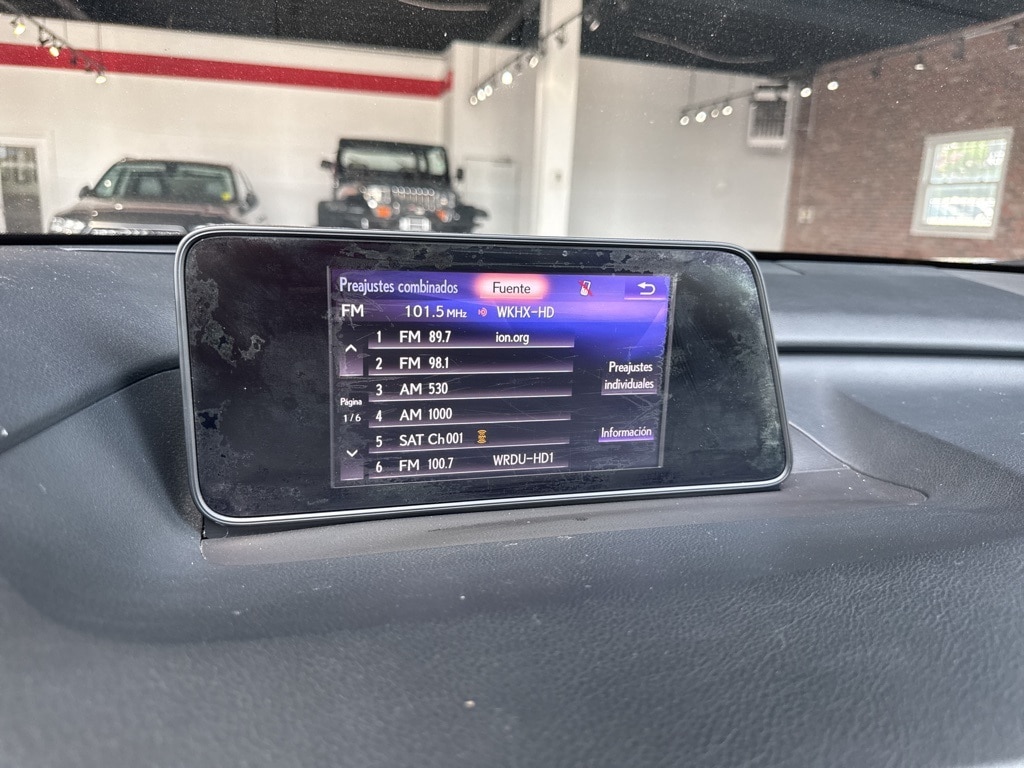 Preajustes combinados Fuente
FM 101.5 MHz WKHX-HD
1 FM 89.7 ion.org
2 FM 98.1
Preajustes
individuales
3 AM 530
Página
1/6
4 AM 1000
5 SAT Ch001
Información
6 FM 100.7 WRDU-HD1